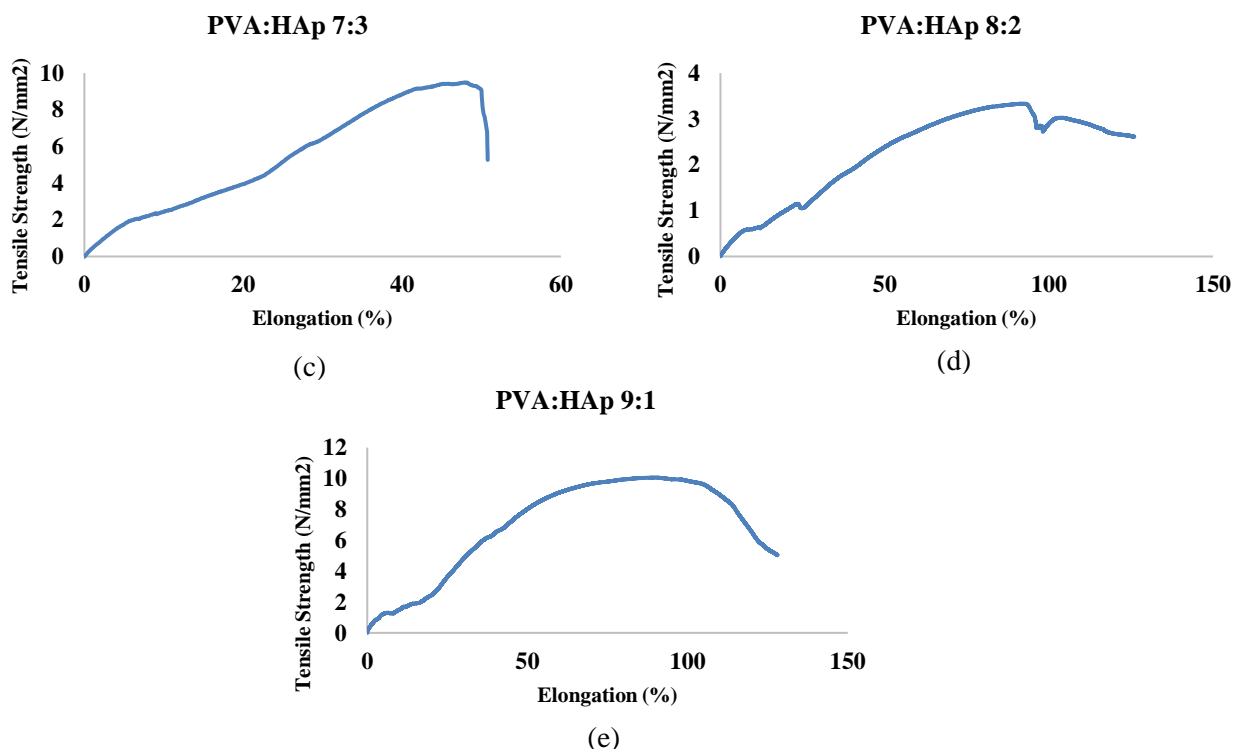 PVA:HAp 7:3
Tensile Strength (N/mm2)
10
8
6
4
2
0
0 20 40 60
Elongation (%)
(c)
PVA:HAp 8:2
Tensile Strength (N/mm2)
4
3
2
1
0
0 50 100 150
Elongation (%)
(d)
PVA:HAp 9:1
Tensile Strength (N/mm2)
12
10
8
6
4
2
0
0 50 100 150
Elongation (%)
(e)